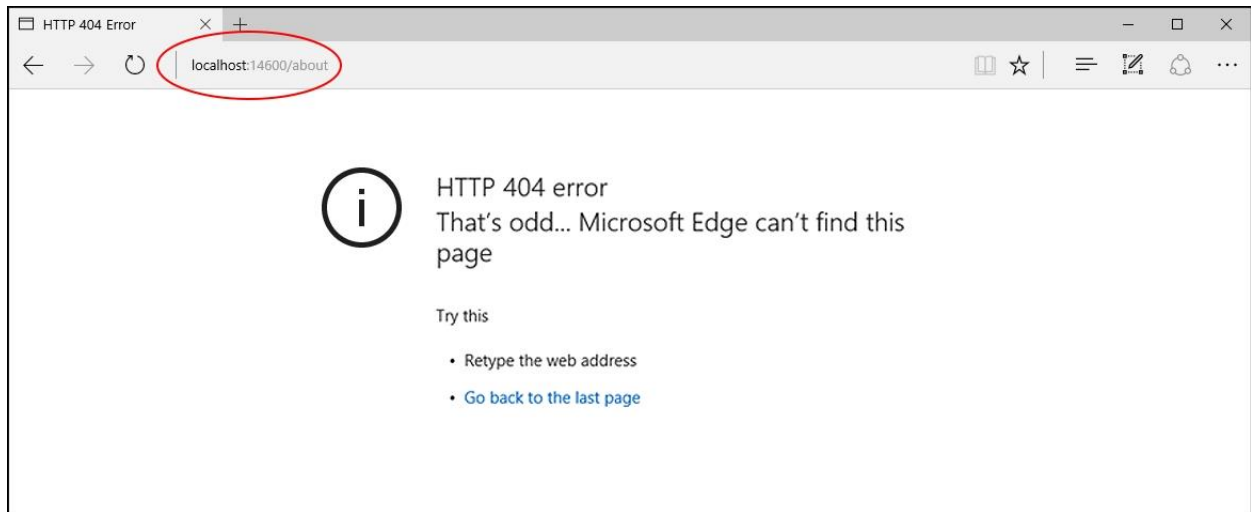 HTTP 404 Error
localhost:14600/about
HTTP 404 error
That's odd... Microsoft Edge can't find this
page
Try this
• Retype the web address
• Go back to the last page